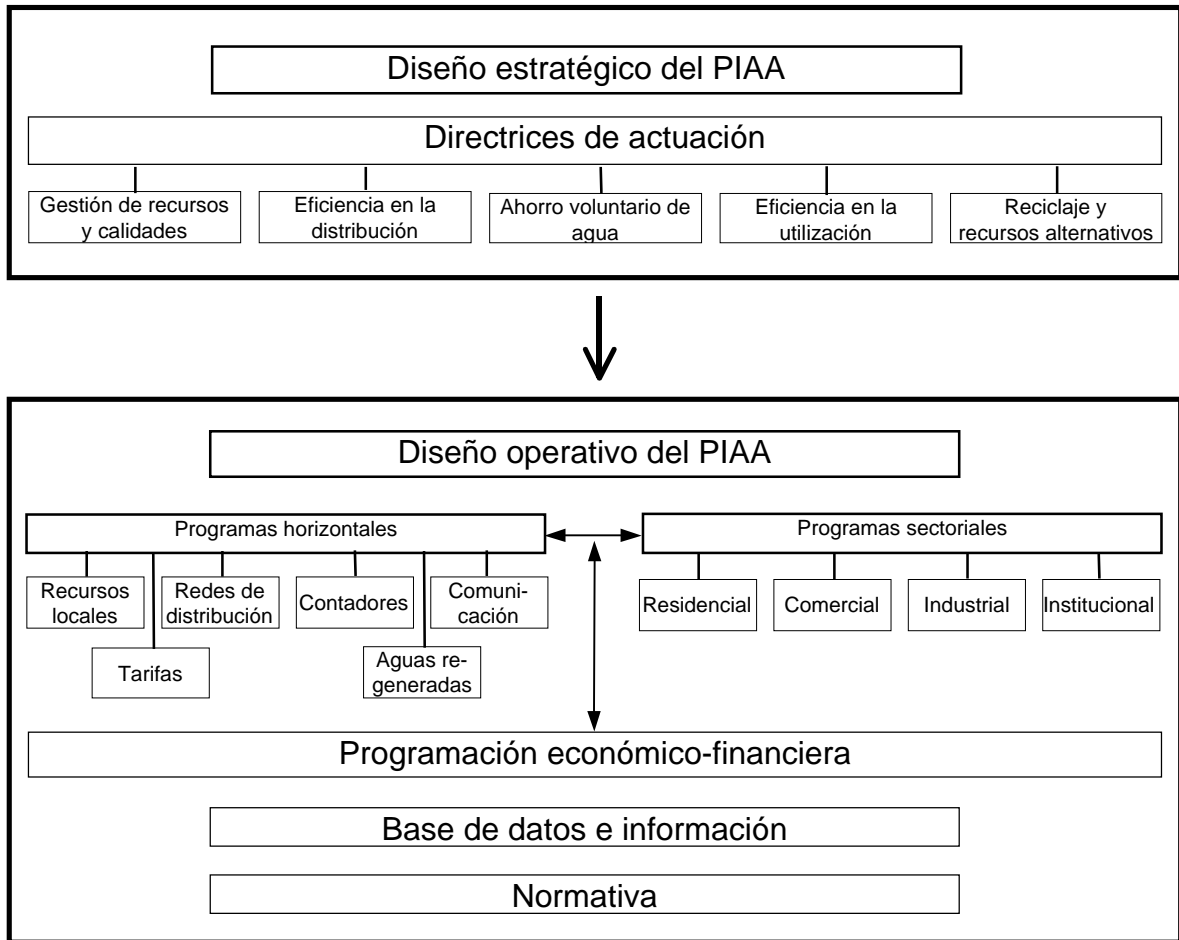 Diseño estratégico del PIAA
Directrices de actuación
Gestión de recursos
y calidades
Eficiencia en la
distribución
Ahorro voluntario de
agua
Eficiencia en la
utilización
Reciclaje y
recursos alternativos
Diseño operativo del PIAA
Programas horizontales
Recursos
locales
Tarifas
Redes de
distribución
Contadores
Aguas re-
generadas
Comuni-
cación
Programas sectoriales
Residencial
Comercial
Industrial
Institucional
Programación económico-financiera
Base de datos e información
Normativa